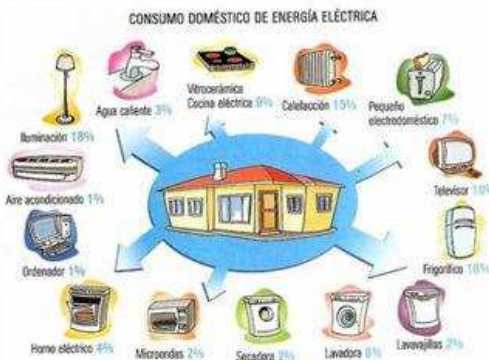 CONSUMO DOMÉSTICO DE ENERGÍA ELÉCTRICA
Iluminación 18%
Agua caliente 3%
Vitrocerámica
Cocina eléctrica 9%
Calefacción 15%
Pequeño
electrodoméstico 7%
Aire acondicionado 1%
Televisor 10%
Ordenador 1%
Frigorífico 18%
Horno eléctrico 4%
Microondas 2%
Secadora 2%
Lavadora 8%
Lavavajillas 2%